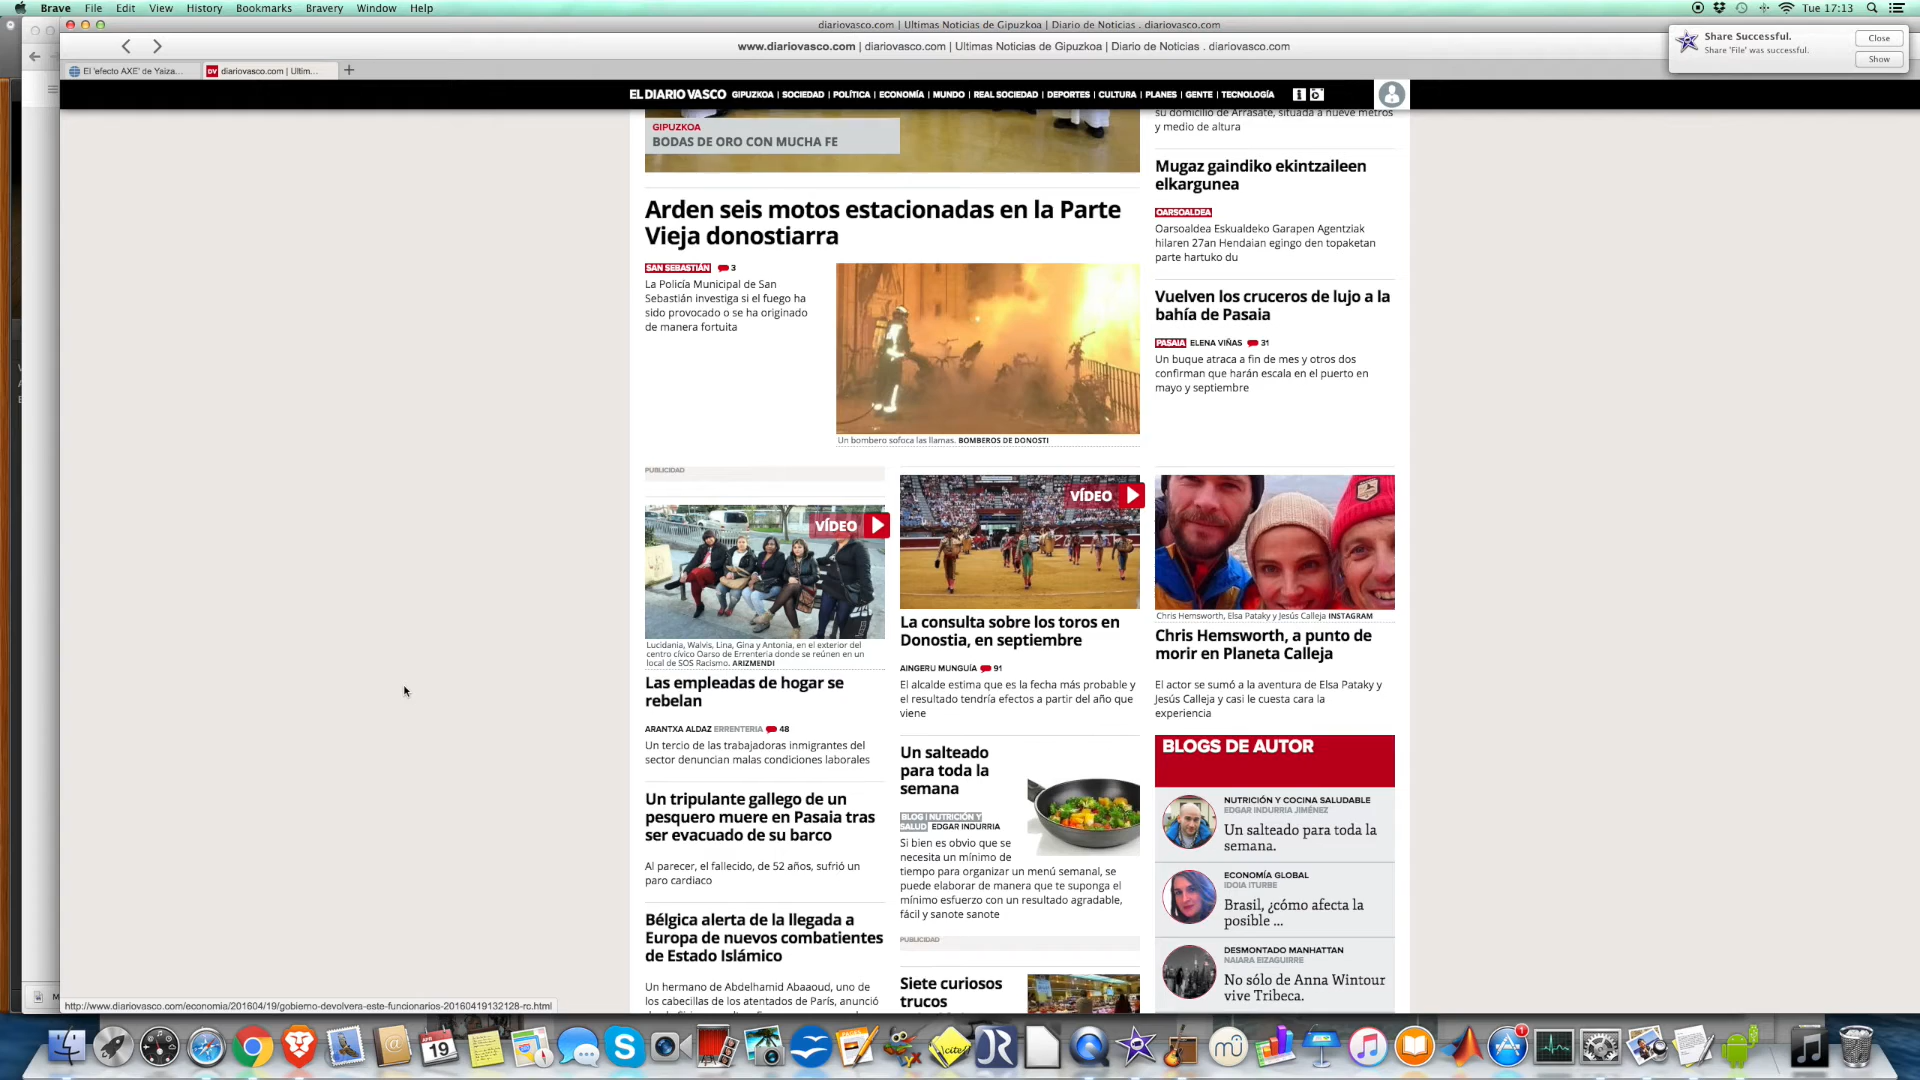 Brave File Edit View History Bookmarks Bravery Window Help
Tue 17:13
diariovasco.com | Ultimas Noticias de Gipuzkoa | Diario de Noticias . diariovasco.com
www.diariovasco.com | diariovasco.com | Ultimas Noticias de Gipuzkoa | Diario de Noticias . diariovasco.com
Share Successful.
Share 'File' was successful.
Close
Show
El 'efecto AXE' de Yaiza...
DV diariovasco.com | Ultim...
EL DIARIO VASCO GIPUZKOA | SOCIEDAD | POLÍTICA | ECONOMÍA | MUNDO | REAL SOCIEDAD | DEPORTES | CULTURA | PLANES | GENTE | TECNOLOGÍA
GIPUZKOA
BODAS DE ORO CON MUCHA FE
Arden seis motos estacionadas en la Parte
Vieja donostiarra
SAN SEBASTIÁN 3
La Policía Municipal de San
Sebastián investiga si el fuego ha
sido provocado o se ha originado
de manera fortuita
Un bombero sofoca las llamas. BOMBEROS DE DONOSTI
su domicilio de Arrasate, situada a nueve metros
y medio de altura
Mugaz gaindiko ekintzaileen
elkargunea
OARSOALDEA
Oarsoaldea Eskualdeko Garapen Agentziak
hilaren 27an Hendaian egingo den topaketan
parte hartuko du
Vuelven los cruceros de lujo a la
bahía de Pasaia
PASAIA ELENA VIÑAS 31
Un buque atraca a fin de mes y otros dos
confirman que harán escala en el puerto en
mayo y septiembre
PUBLICIDAD
VÍDEO
Lucidania, Walvis, Lina, Gina y Antonia, en el exterior del
centro cívico Oarso de Errenteria donde se reúnen en un
local de SOS Racismo. ARIZMENDI
Las empleadas de hogar se
rebelan
ARANTXA ALDAZ ERRENTERIA 48
Un tercio de las trabajadoras inmigrantes del
sector denuncian malas condiciones laborales
Un tripulante gallego de un
pesquero muere en Pasaia tras
ser evacuado de su barco
Al parecer, el fallecido, de 52 años, sufrió un
paro cardiaco
Bélgica alerta de la llegada a
Europa de nuevos combatientes
de Estado Islámico
Un hermano de Abdelhamid Abaaoud, uno de
los cabecillas de los atentados de París, anunció
VÍDEO
La consulta sobre los toros en
Donostia, en septiembre
AINGERU MUNGUÍA 91
El alcalde estima que es la fecha más probable y
el resultado tendría efectos a partir del año que
viene
Un salteado
para toda la
semana
BLOG | NUTRICIÓN Y
SALUD EDGAR INDURRIA
Si bien es obvio que se
necesita un mínimo de
tiempo para organizar un menú semanal, se
puede elaborar de manera que te suponga el
mínimo esfuerzo con un resultado agradable,
fácil y sanote sanote
PUBLICIDAD
Siete curiosos
trucos
Chris Hemsworth, Elsa Pataky y Jesús Calleja INSTAGRAM
Chris Hemsworth, a punto de
morir en Planeta Calleja
El actor se sumó a la aventura de Elsa Pataky y
Jesús Calleja y casi le cuesta cara la
experiencia
BLOGS DE AUTOR
NUTRICIÓN Y COCINA SALUDABLE
EDGAR INDURRIA JIMÉNEZ
Un salteado para toda la
semana.
ECONOMÍA GLOBAL
IDOIA ITURBE
Brasil, ¿cómo afecta la
posible ...
DESMONTADO MANHATTAN
NAIARA EIZAGUIRRE
No sólo de Anna Wintour
vive Tribeca.
http://www.diariovasco.com/economia/201604/19/gobierno-devolvera-este-funcionarios-20160419132128-rc.html
APR
19
1